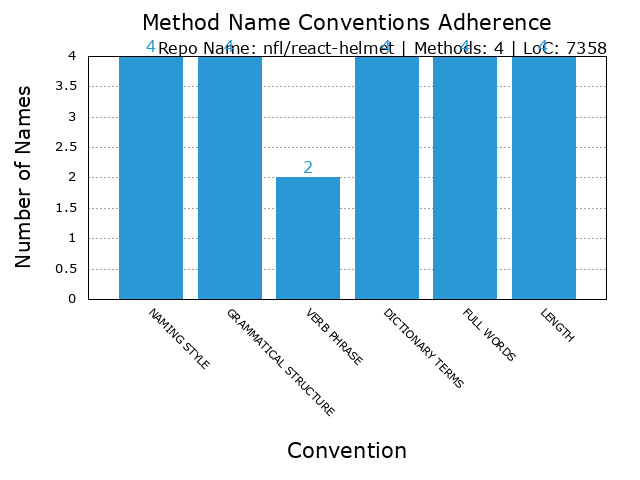 Method Name Conventions Adherence
Repo Name: nfl/react-helmet | Methods: 4 | LoC: 7358
4 4 2 4 4 4
Number of Names
4
3.5
3
2.5
2
1.5
1
0.5
0
NAMING STYLE
GRAMMATICAL STRUCTURE
VERB PHRASE
DICTIONARY TERMS
FULL WORDS
LENGTH
Convention